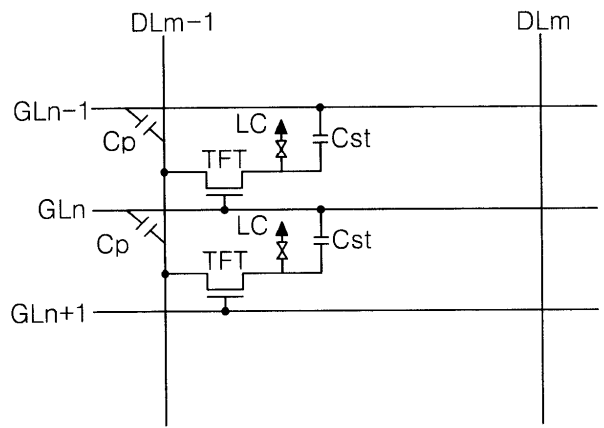 DLm-1
DLm
GLn-1
Cp
LC
Cst
TFT
GLn
Cp
LC
Cst
TFT
GLn+1